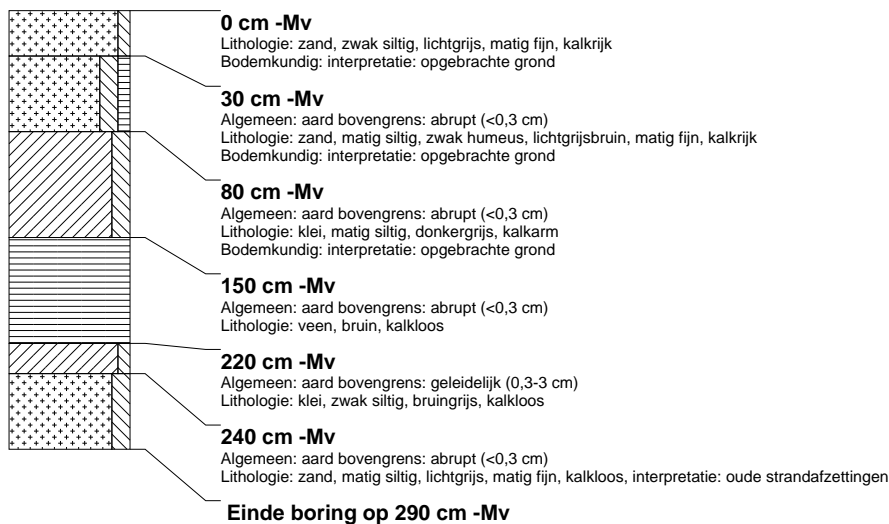 0 cm -Mv
Lithologie: zand, zwak siltig, lichtgrijs, matig fijn, kalkrijk
Bodemkundig: interpretatie: opgebrachte grond
30 cm -Mv
Algemeen: aard bovengrens: abrupt (<0,3 cm)
Lithologie: zand, matig siltig, zwak humeus, lichtgrijsbruin, matig fijn, kalkrijk
Bodemkundig: interpretatie: opgebrachte grond
80 cm -Mv
Algemeen: aard bovengrens: abrupt (<0,3 cm)
Lithologie: klei, matig siltig, donkergrijs, kalkarm
Bodemkundig: interpretatie: opgebrachte grond
150 cm -Mv
Algemeen: aard bovengrens: abrupt (<0,3 cm)
Lithologie: veen, bruin, kalkloos
220 cm -Mv
Algemeen: aard bovengrens: geleidelijk (0,3-3 cm)
Lithologie: klei, zwak siltig, bruingrijs, kalkloos
240 cm -Mv
Algemeen: aard bovengrens: abrupt (<0,3 cm)
Lithologie: zand, matig siltig, lichtgrijs, matig fijn, kalkloos, interpretatie: oude strandafzettingen
Einde boring op 290 cm -Mv